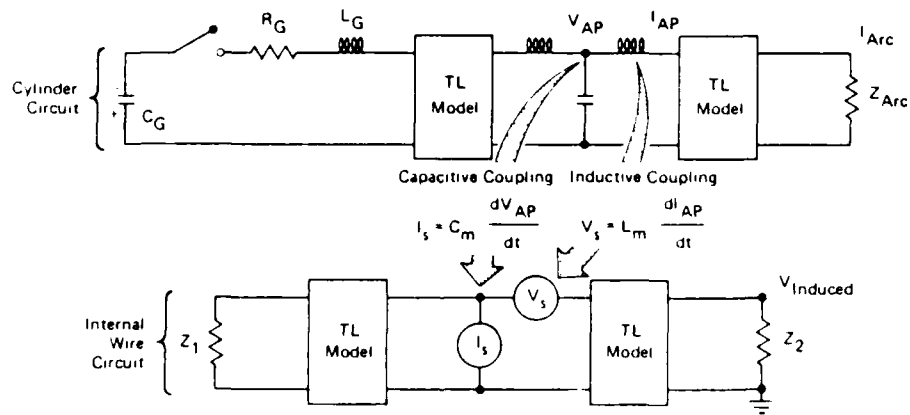 R_G
L_G
V_AP
I_AP
I_Arc
Cylinder
Circuit
+
C_G
TL
Model
TL
Model
Z_Arc
Capacitive Coupling
Inductive Coupling
I_s = C_m dV_AP/dt
V_s = L_m dI_AP/dt
V_Induced
Internal
Wire
Circuit
Z_1
TL
Model
V_s
I_s
TL
Model
Z_2